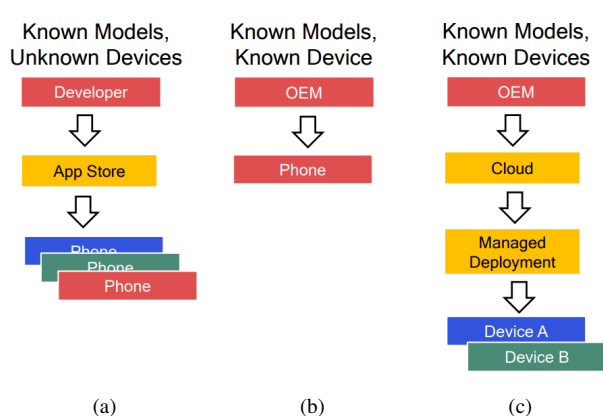 Known Models,
Unknown Devices
Developer
App Store
Phone
Phone
Phone
(a)
Known Models,
Known Device
OEM
Phone
(b)
Known Models,
Known Devices
OEM
Cloud
Managed
Deployment
Device A
Device B
(c)